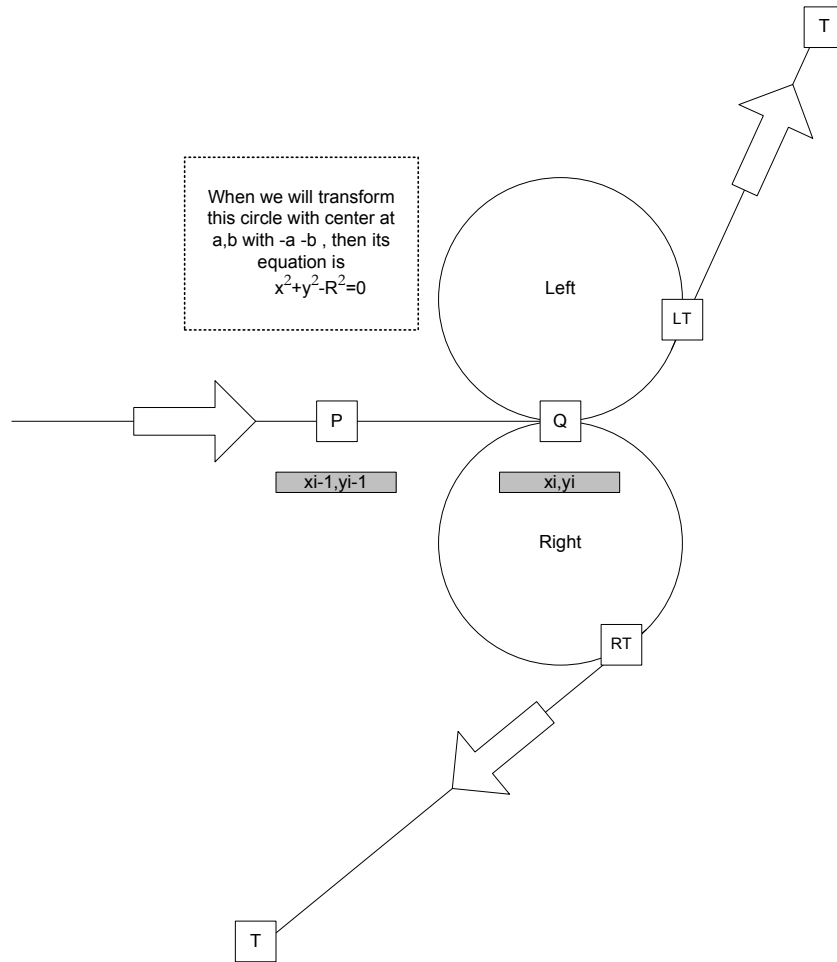 T
When we will transform
this circle with center at
a,b with -a -b , then its
equation is
x²+y²-R²=0
Left
LT
P
Q
xi-1,yi-1
xi,yi
Right
RT
T